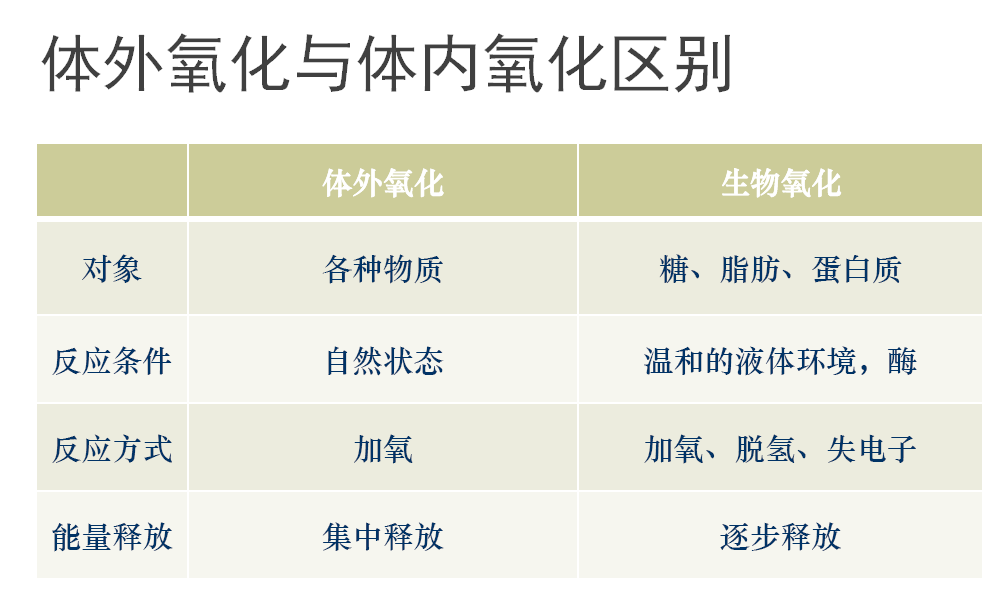 体外氧化与体内氧化区别
体外氧化 生物氧化
对象 各种物质 糖、脂肪、蛋白质
反应条件 自然状态 温和的液体环境，酶
反应方式 加氧 加氧、脱氢、失电子
能量释放 集中释放 逐步释放